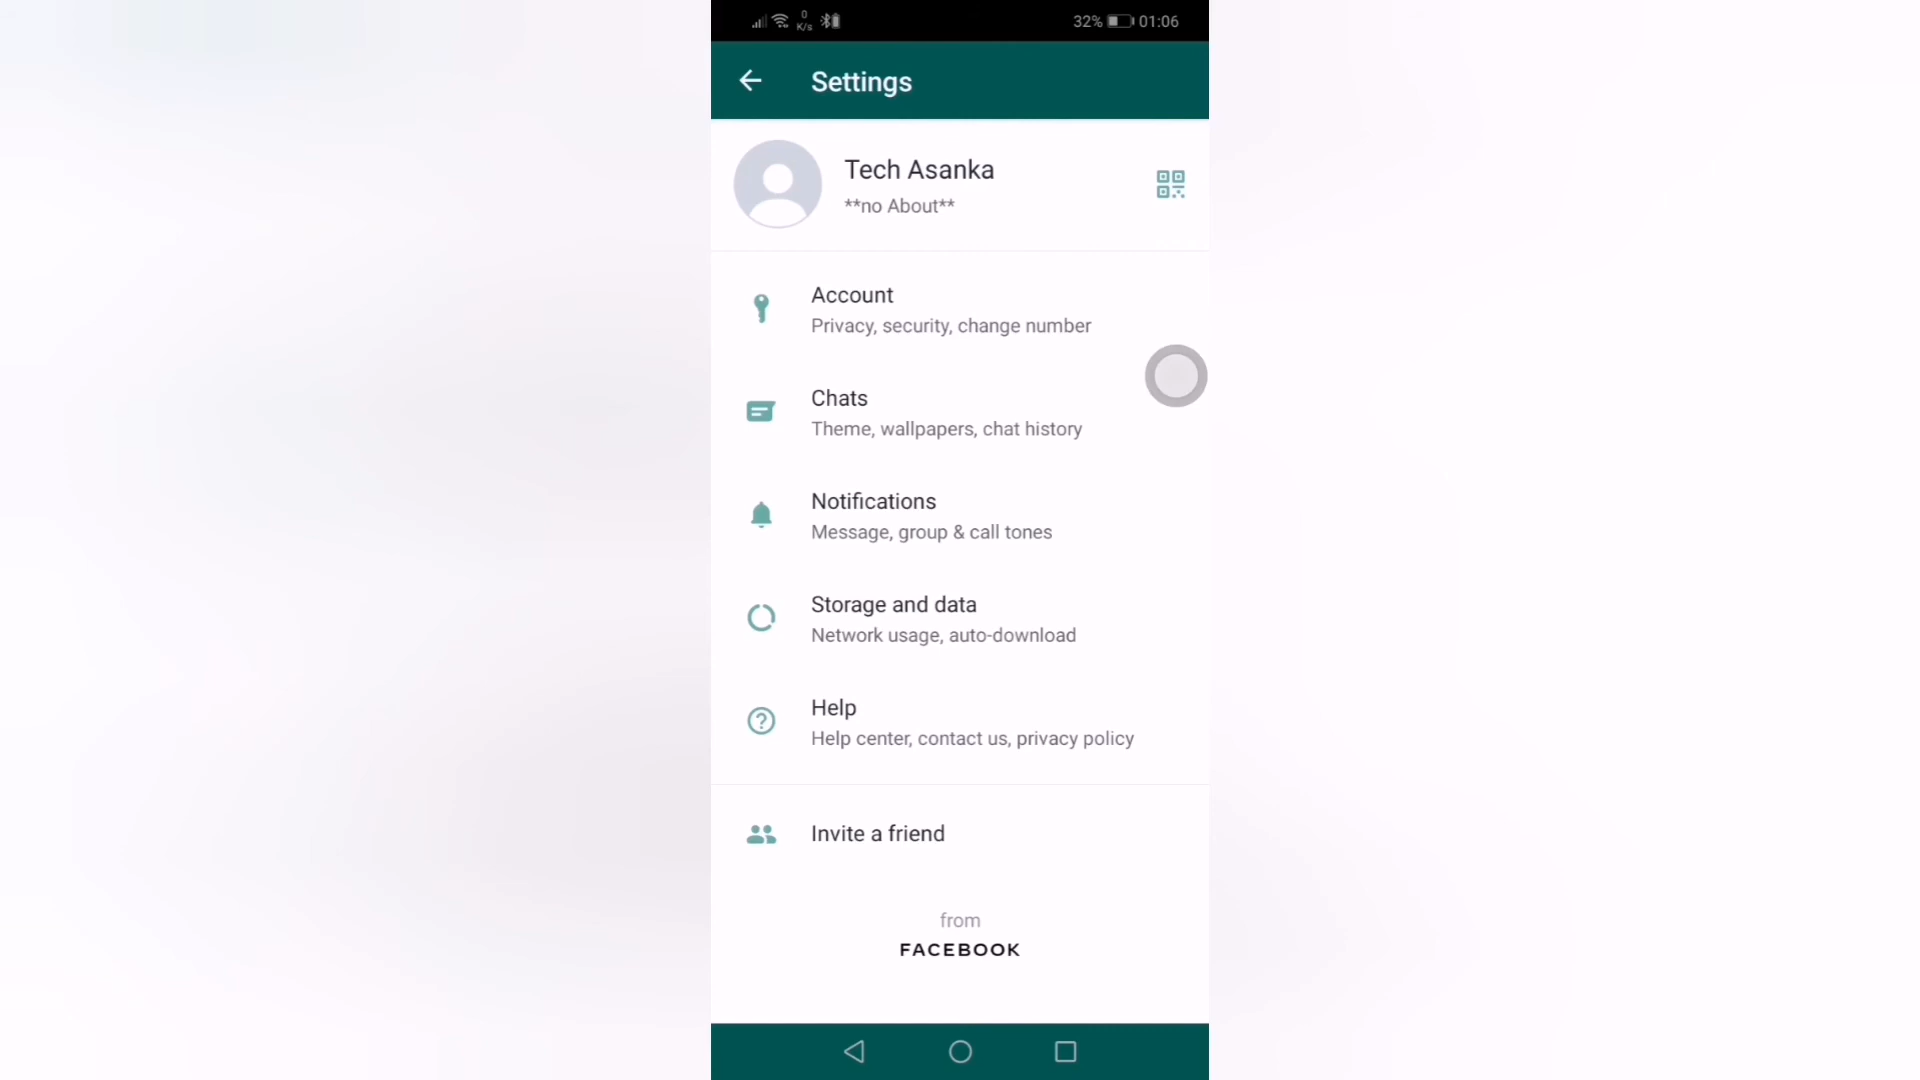 0
K/s
32%
01:06
Settings
Tech Asanka
**no About**
Account
Privacy, security, change number
Chats
Theme, wallpapers, chat history
Notifications
Message, group & call tones
Storage and data
Network usage, auto-download
Help
Help center, contact us, privacy policy
Invite a friend
from
FACEBOOK